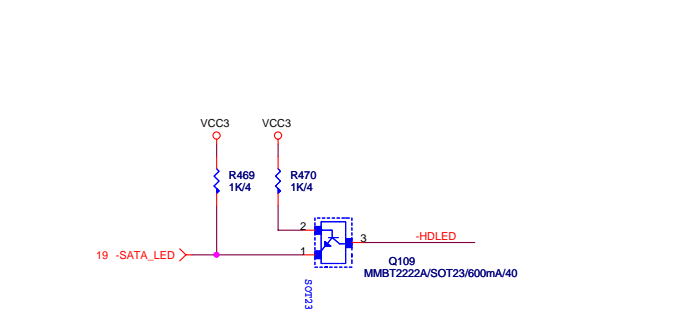 VCC3
VCC3
R469
1K/4
R470
1K/4
2
3
-HDLED
19 -SATA_LED
1
Q109
MMBT2222A/SOT23/600mA/40
SOT23